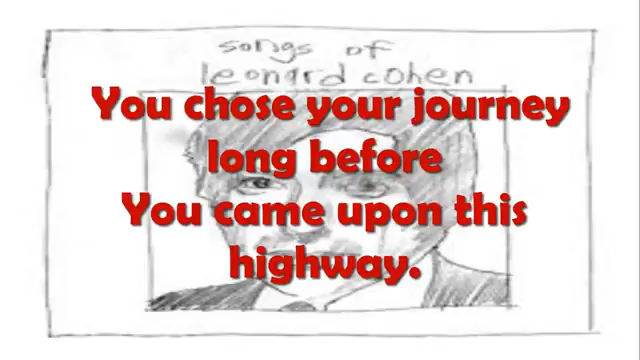 songs of
leonard cohen
You chose your journey
long before
You came upon this
highway.